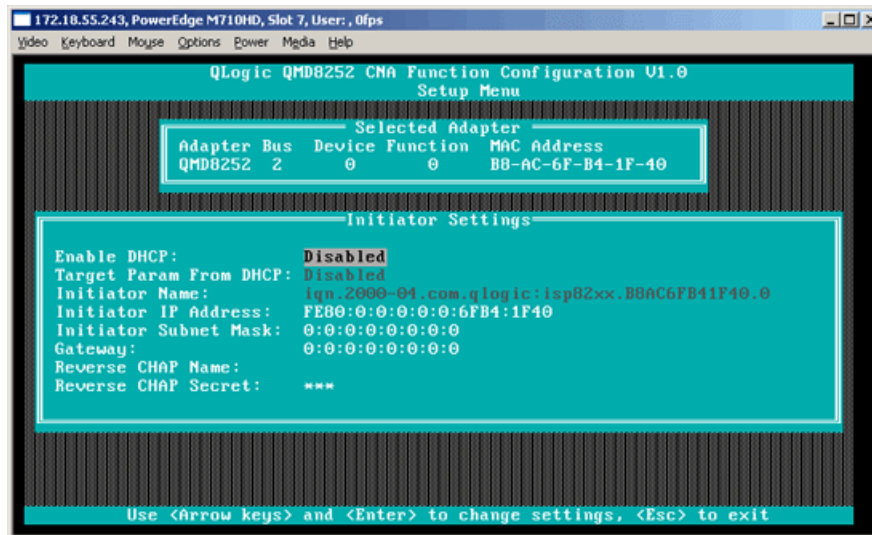 172.18.55.243, PowerEdge M710HD, Slot 7, User: , 0fps
Video Keyboard Mouse Options Power Media Help
QLogic QMD8252 CNA Function Configuration V1.0
Setup Menu
Selected Adapter
Adapter Bus Device Function MAC Address
QMD8252 2 0 0 B8-AC-6F-B4-1F-40
Initiator Settings
Enable DHCP: Disabled
Target Param From DHCP: Disabled
Initiator Name: iqn.2000-04.com.qlogic:isp82xx.B8AC6FB41F40.0
Initiator IP Address: FE80:0:0:0:0:0:6FB4:1F40
Initiator Subnet Mask: 0:0:0:0:0:0:0:0
Gateway: 0:0:0:0:0:0:0:0
Reverse CHAP Name:
Reverse CHAP Secret: ***
Use <Arrow keys> and <Enter> to change settings, <Esc> to exit